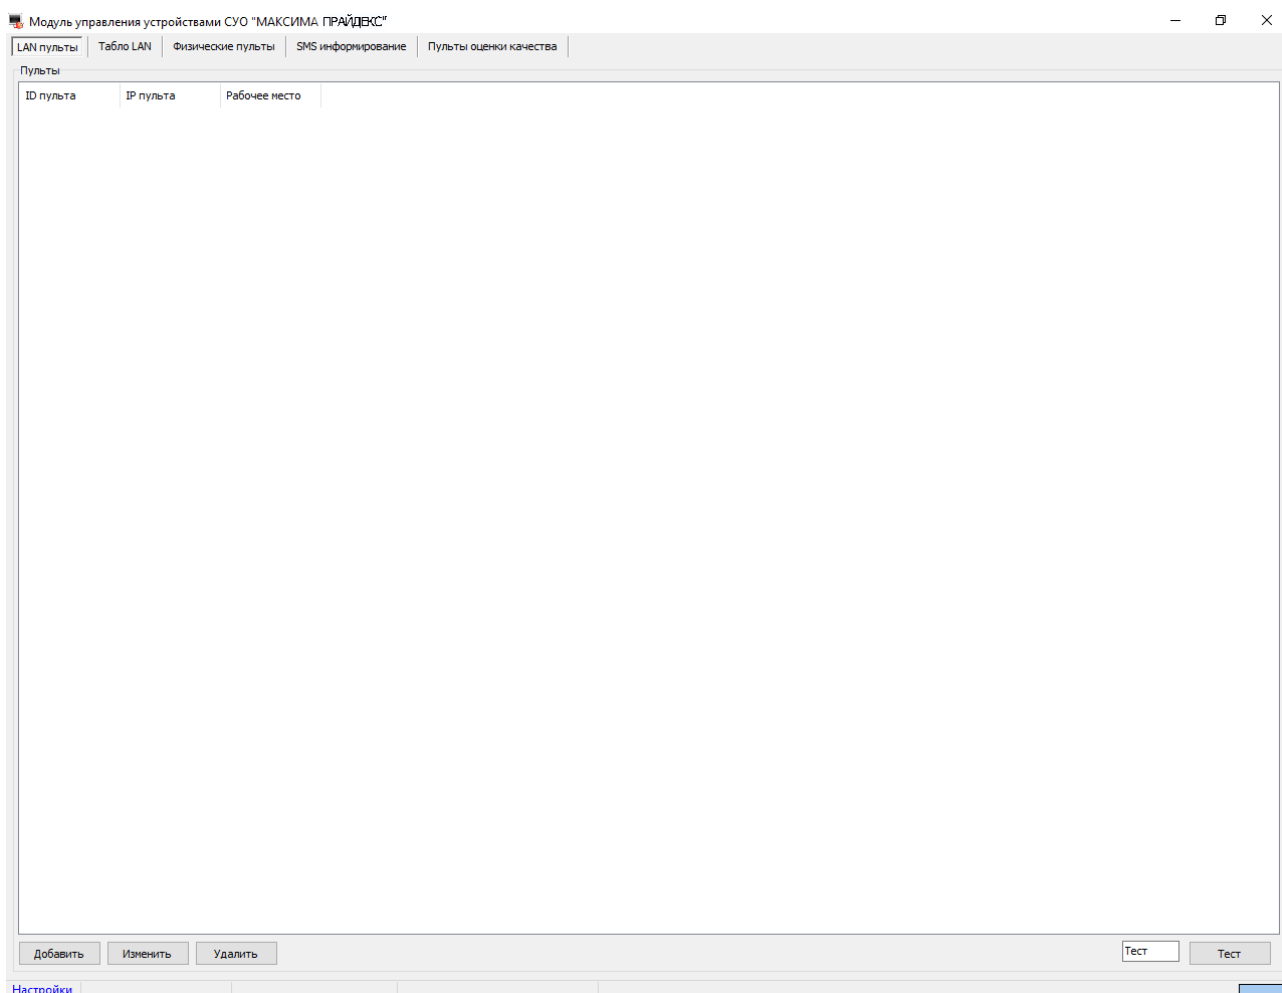 Модуль управления устройствами СУО "МАКСИМА ПРАЙДЕКС"
LAN пульты Табло LAN Физические пульты SMS информирование Пульты оценки качества
Пульты
ID пульта IP пульта Рабочее место
Добавить Изменить Удалить Тест Тест
Настройки